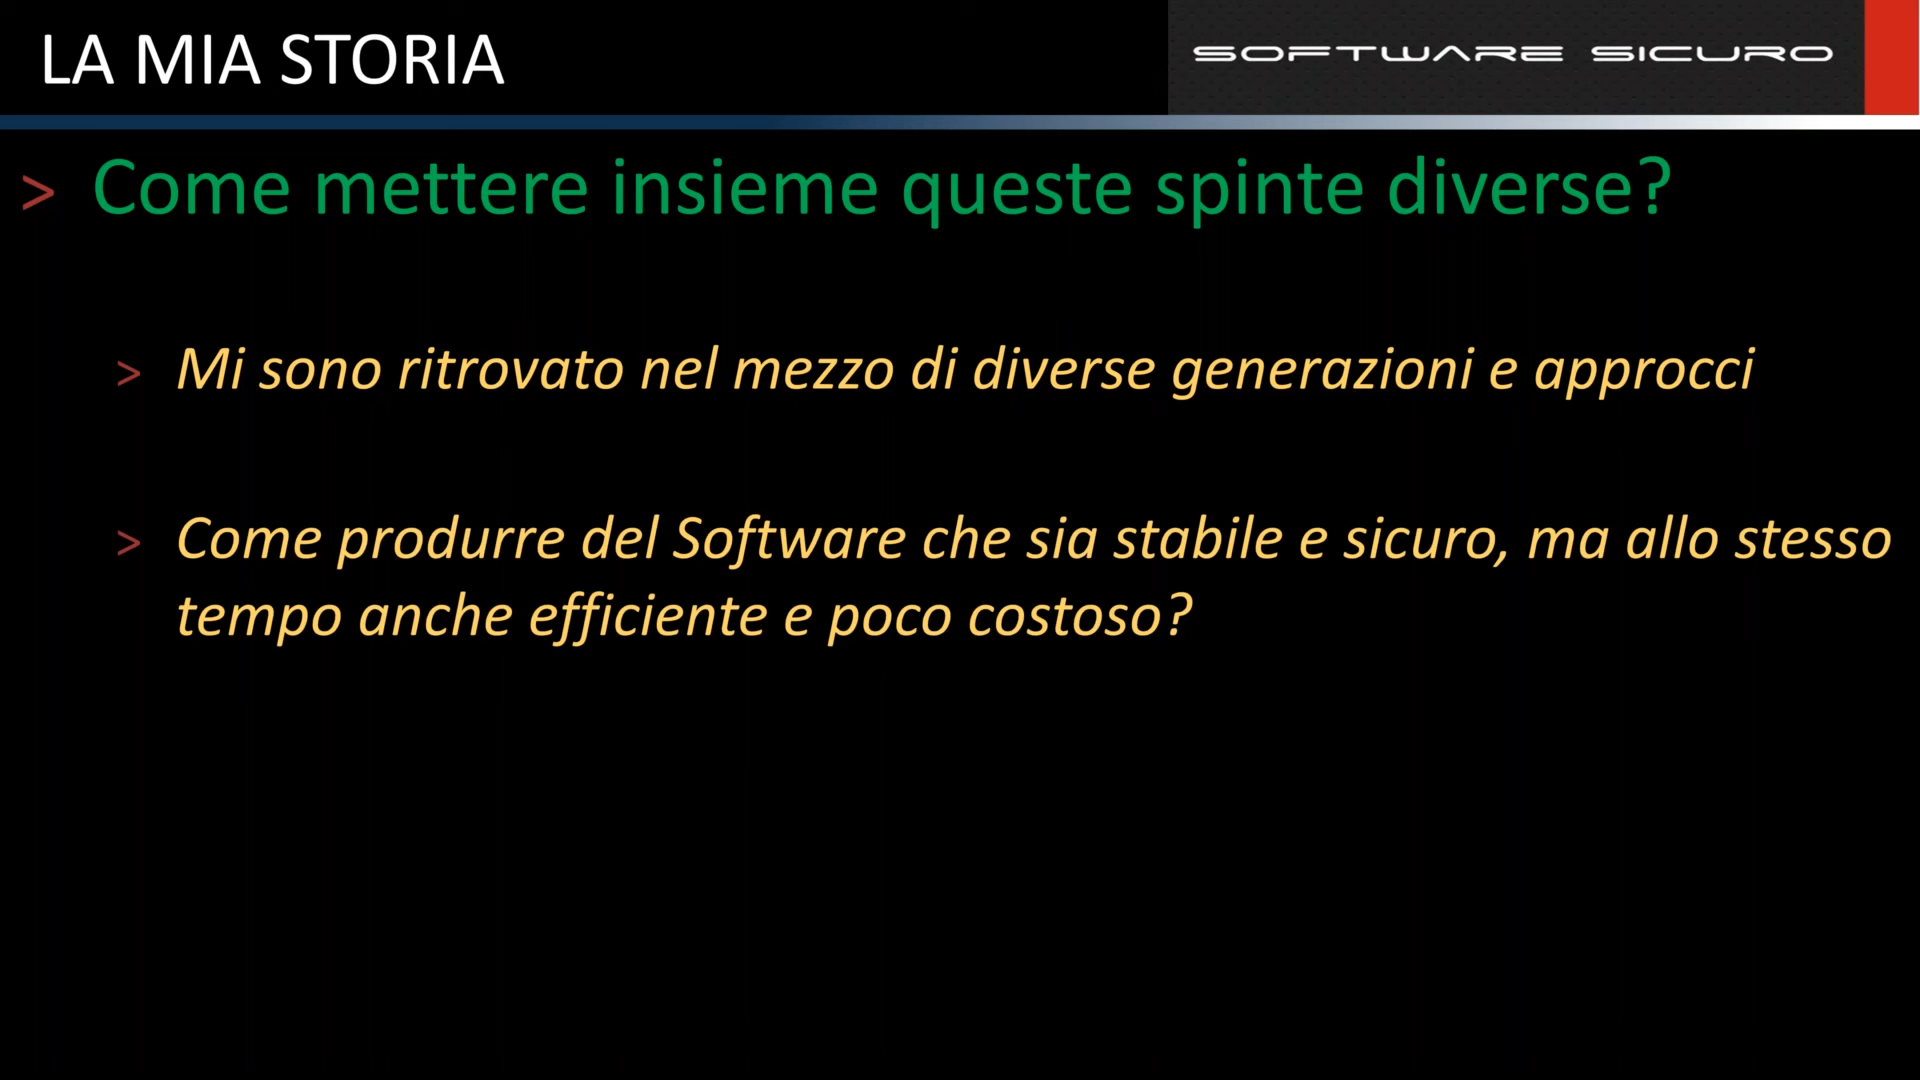 LA MIA STORIA
SOFTWARE SICURO
> Come mettere insieme queste spinte diverse?
> Mi sono ritrovato nel mezzo di diverse generazioni e approcci
> Come produrre del Software che sia stabile e sicuro, ma allo stesso
tempo anche efficiente e poco costoso?